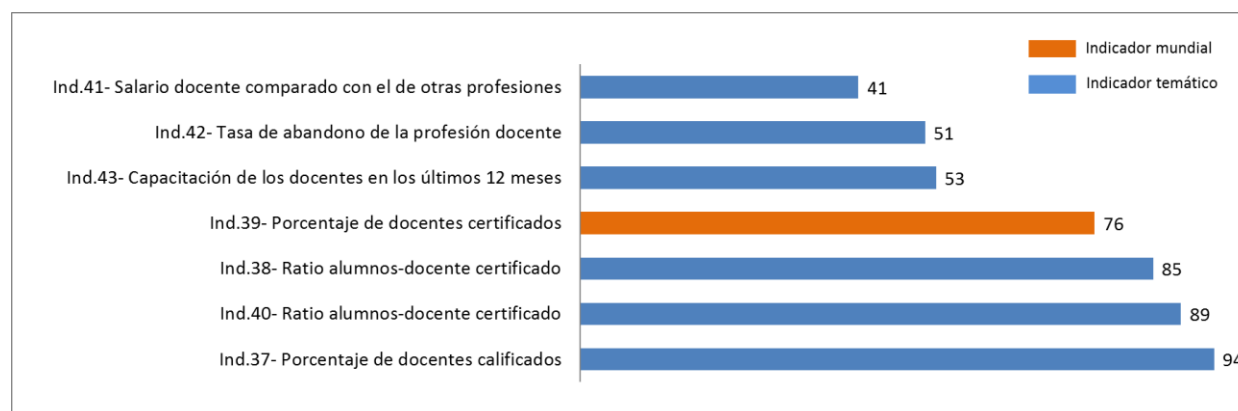 Indicador mundial
Indicador temático
Ind.41- Salario docente comparado con el de otras profesiones 41
Ind.42- Tasa de abandono de la profesión docente 51
Ind.43- Capacitación de los docentes en los últimos 12 meses 53
Ind.39- Porcentaje de docentes certificados 76
Ind.38- Ratio alumnos-docente certificado 85
Ind.40- Ratio alumnos-docente certificado 89
Ind.37- Porcentaje de docentes calificados 94